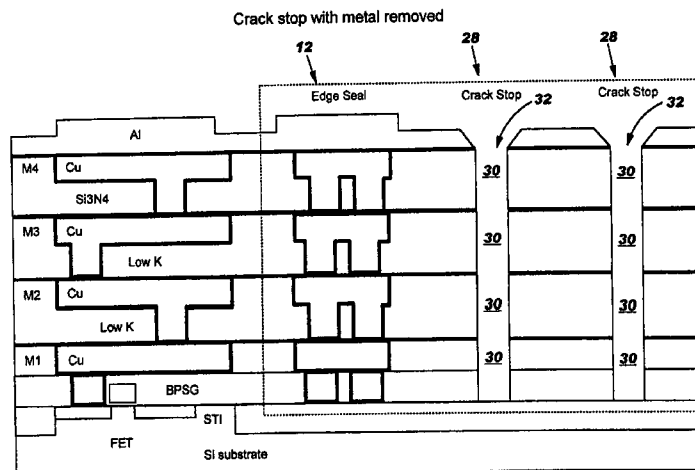 Crack stop with metal removed
12
28
28
Edge Seal
Crack Stop
32
Crack Stop
32
Al
M4
Cu
30
30
Si3N4
M3
Cu
30
30
Low K
M2
Cu
30
30
Low K
M1
Cu
30
30
BPSG
STI
FET
Si substrate